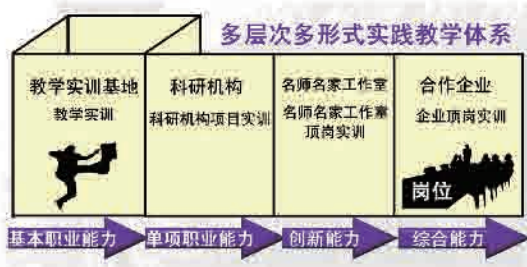 多层次多形式实践教学体系
教学实训基地
教学实训
科研机构
科研机构项目实训
名师名家工作室
名师名家工作室
顶岗实训
合作企业
企业顶岗实训
岗位
基本职业能力
单项职业能力
创新能力
综合能力